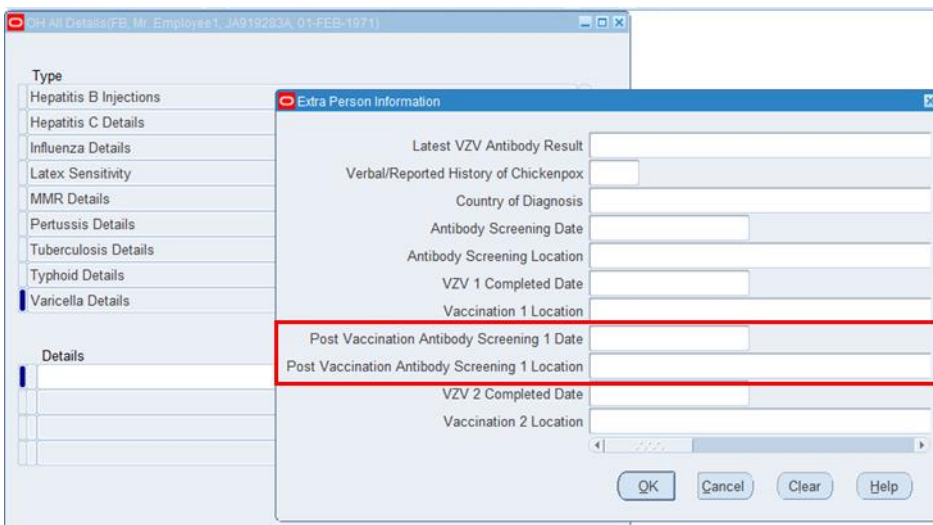 OH All Details(FB, Mr. Employee1, JA919283A, 01-FEB-1971)
Type
Hepatitis B Injections
Hepatitis C Details
Influenza Details
Latex Sensitivity
MMR Details
Pertussis Details
Tuberculosis Details
Typhoid Details
Varicella Details
Details
Extra Person Information
Latest VZV Antibody Result
Verbal/Reported History of Chickenpox
Country of Diagnosis
Antibody Screening Date
Antibody Screening Location
VZV 1 Completed Date
Vaccination 1 Location
Post Vaccination Antibody Screening 1 Date
Post Vaccination Antibody Screening 1 Location
VZV 2 Completed Date
Vaccination 2 Location
OK Cancel Clear Help